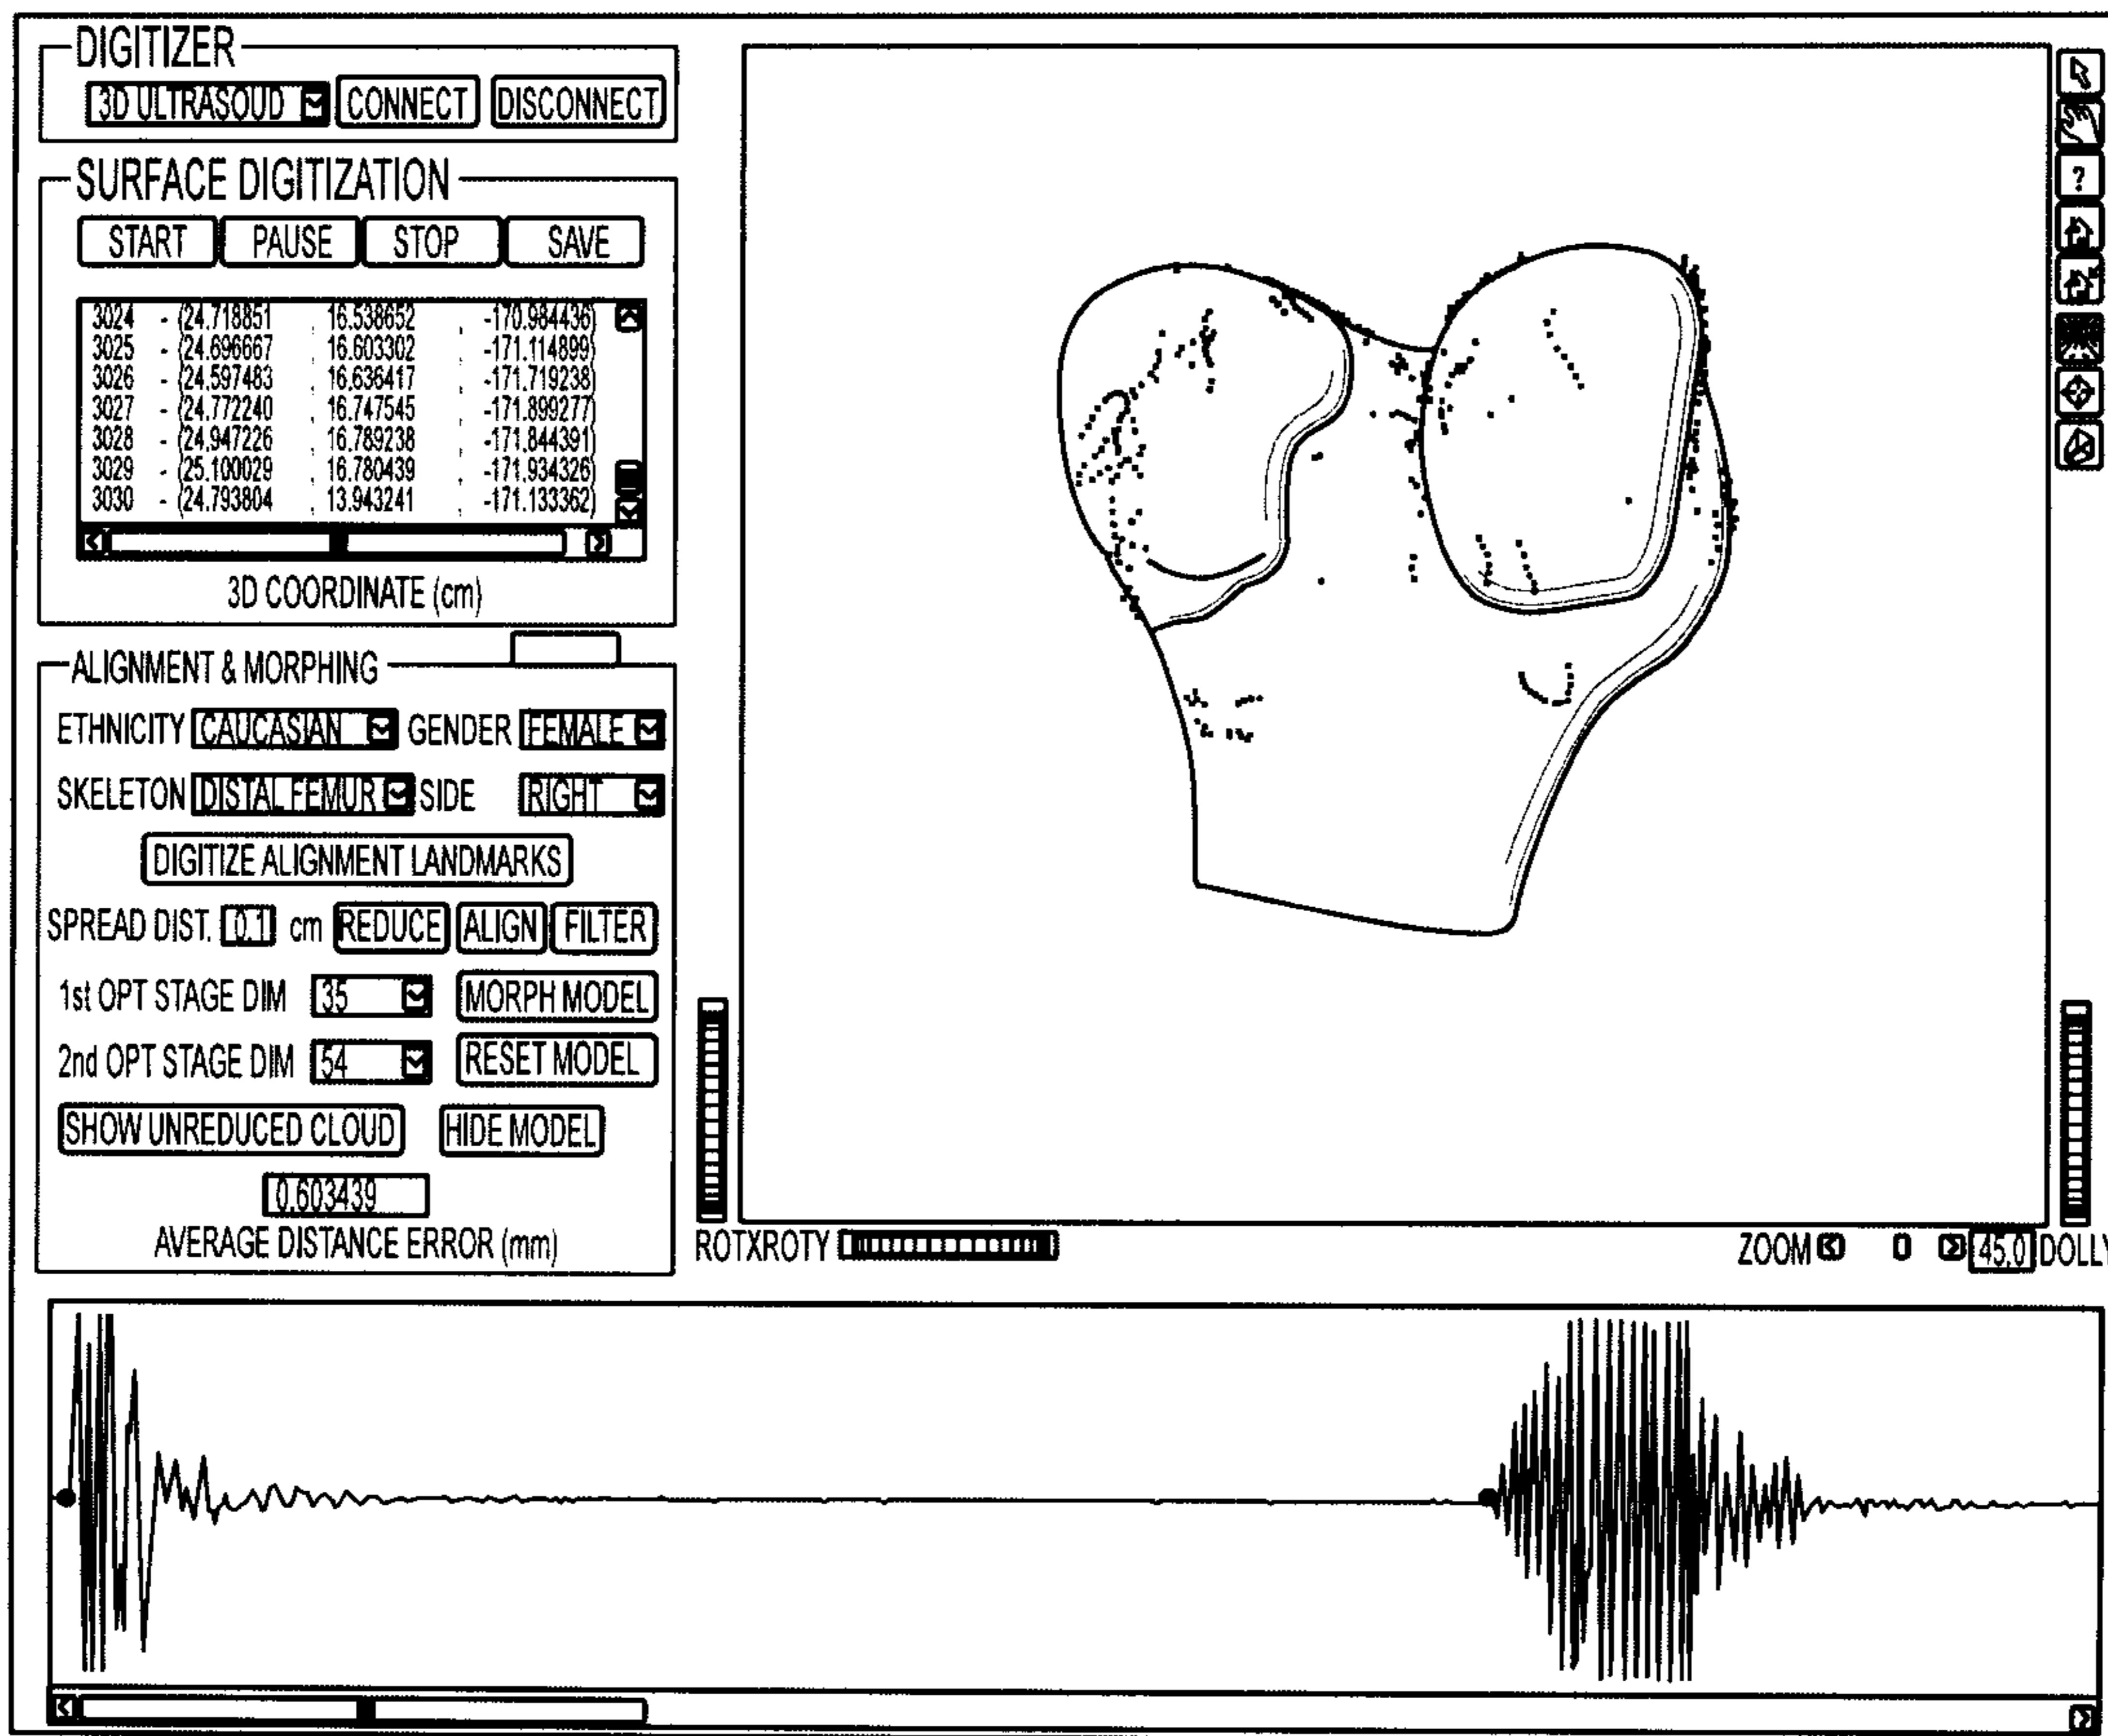 DIGITIZER
3D ULTRASOUD CONNECT DISCONNECT
SURFACE DIGITIZATION
START PAUSE STOP SAVE
3024 - (24.718851 , 16.538652 , -170.984436)
3025 - (24.696667 , 16.603302 , -171.114899)
3026 - (24.597483 , 16.636417 , -171.719238)
3027 - (24.772240 , 16.747545 , -171.899277)
3028 - (24.947226 , 16.789238 , -171.844391)
3029 - (25.100029 , 16.780439 , -171.934326)
3030 - (24.793804 , 13.943241 , -171.133362)
3D COORDINATE (cm)
ALIGNMENT & MORPHING
ETHNICITY CAUCASIAN GENDER FEMALE
SKELETON DISTAL FEMUR SIDE RIGHT
DIGITIZE ALIGNMENT LANDMARKS
SPREAD DIST. 0.1 cm REDUCE ALIGN FILTER
1st OPT STAGE DIM 35 MORPH MODEL
2nd OPT STAGE DIM 54 RESET MODEL
SHOW UNREDUCED CLOUD HIDE MODEL
0.603439
AVERAGE DISTANCE ERROR (mm)
?
ROTXROTY ZOOM 45.0 DOLLY